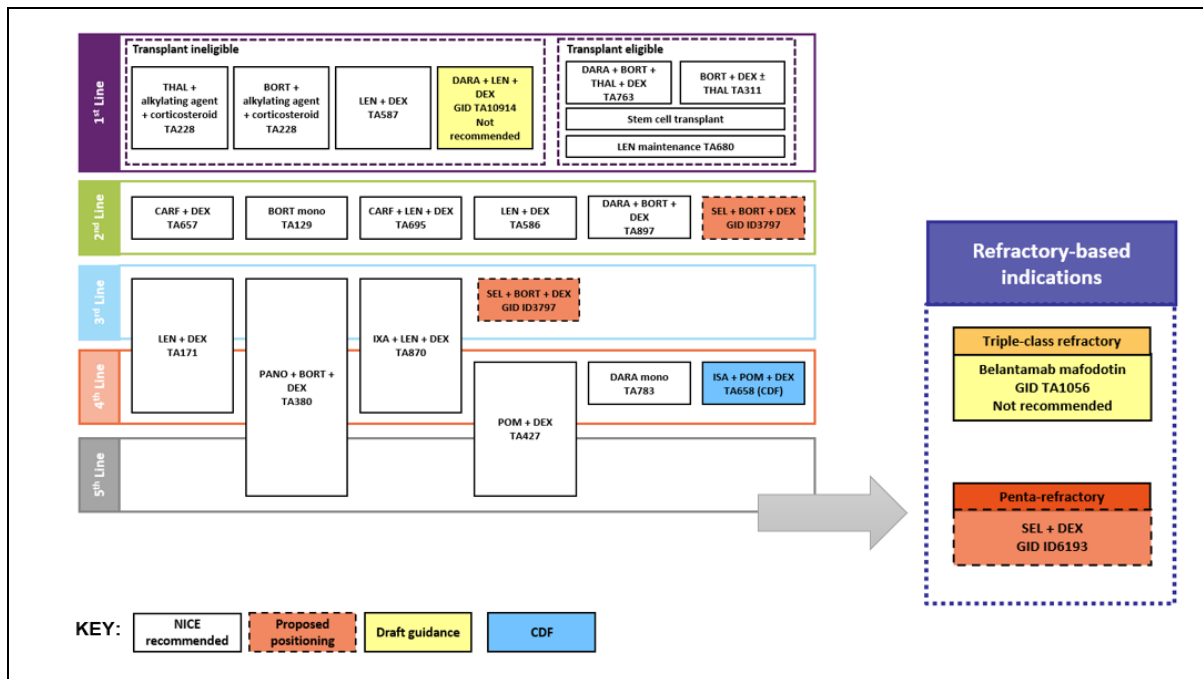 1st Line
Transplant ineligible
THAL +
alkylating agent
+ corticosteroid
TA228
BORT +
alkylating agent
+ corticosteroid
TA228
LEN + DEX
TA587
DARA + LEN +
DEX
GID TA10914
Not
recommended
Transplant eligible
DARA + BORT +
THAL + DEX
TA763
BORT + DEX ±
THAL TA311
Stem cell transplant
LEN maintenance TA680
2nd Line
CARF + DEX
TA657
BORT mono
TA129
CARF + LEN + DEX
TA695
LEN + DEX
TA586
DARA + BORT +
DEX
TA897
SEL + BORT + DEX
GID ID3797
3rd Line
LEN + DEX
TA171
PANO + BORT +
DEX
TA380
IXA + LEN + DEX
TA870
SEL + BORT + DEX
GID ID3797
4th Line
POM + DEX
TA427
DARA mono
TA783
ISA + POM + DEX
TA658 (CDF)
5th Line
Refractory-based
indications
Triple-class refractory
Belantamab mafodotin
GID TA1056
Not recommended
Penta-refractory
SEL + DEX
GID ID6193
KEY:
NICE
recommended
Proposed
positioning
Draft guidance
CDF